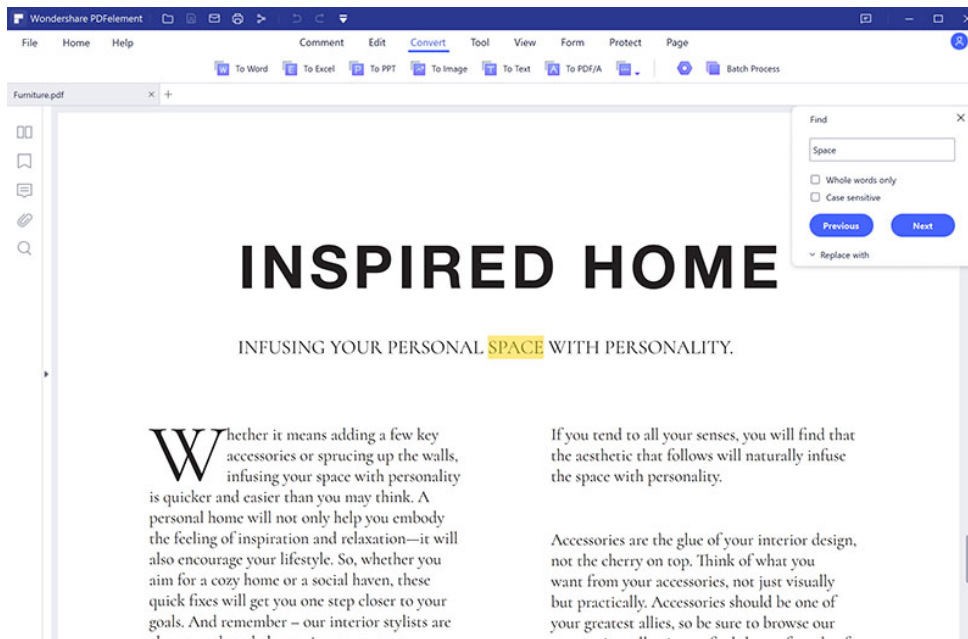 Wondershare PDFelement
File Home Help Comment Edit Convert Tool View Form Protect Page
To Word To Excel To PPT To Image To Text To PDF/A Batch Process
Furniture.pdf
Find
Space
Whole words only
Case sensitive
Previous Next
Replace with
INSPIRED HOME
INFUSING YOUR PERSONAL SPACE WITH PERSONALITY.
Whether it means adding a few key
accessories or sprucing up the walls,
infusing your space with personality
is quicker and easier than you may think. A
personal home will not only help you embody
the feeling of inspiration and relaxation—it will
also encourage your lifestyle. So, whether you
aim for a cozy home or a social haven, these
quick fixes will get you one step closer to your
goals. And remember – our interior stylists are
If you tend to all your senses, you will find that
the aesthetic that follows will naturally infuse
the space with personality.
Accessories are the glue of your interior design,
not the cherry on top. Think of what you
want from your accessories, not just visually
but practically. Accessories should be one of
your greatest allies, so be sure to browse our